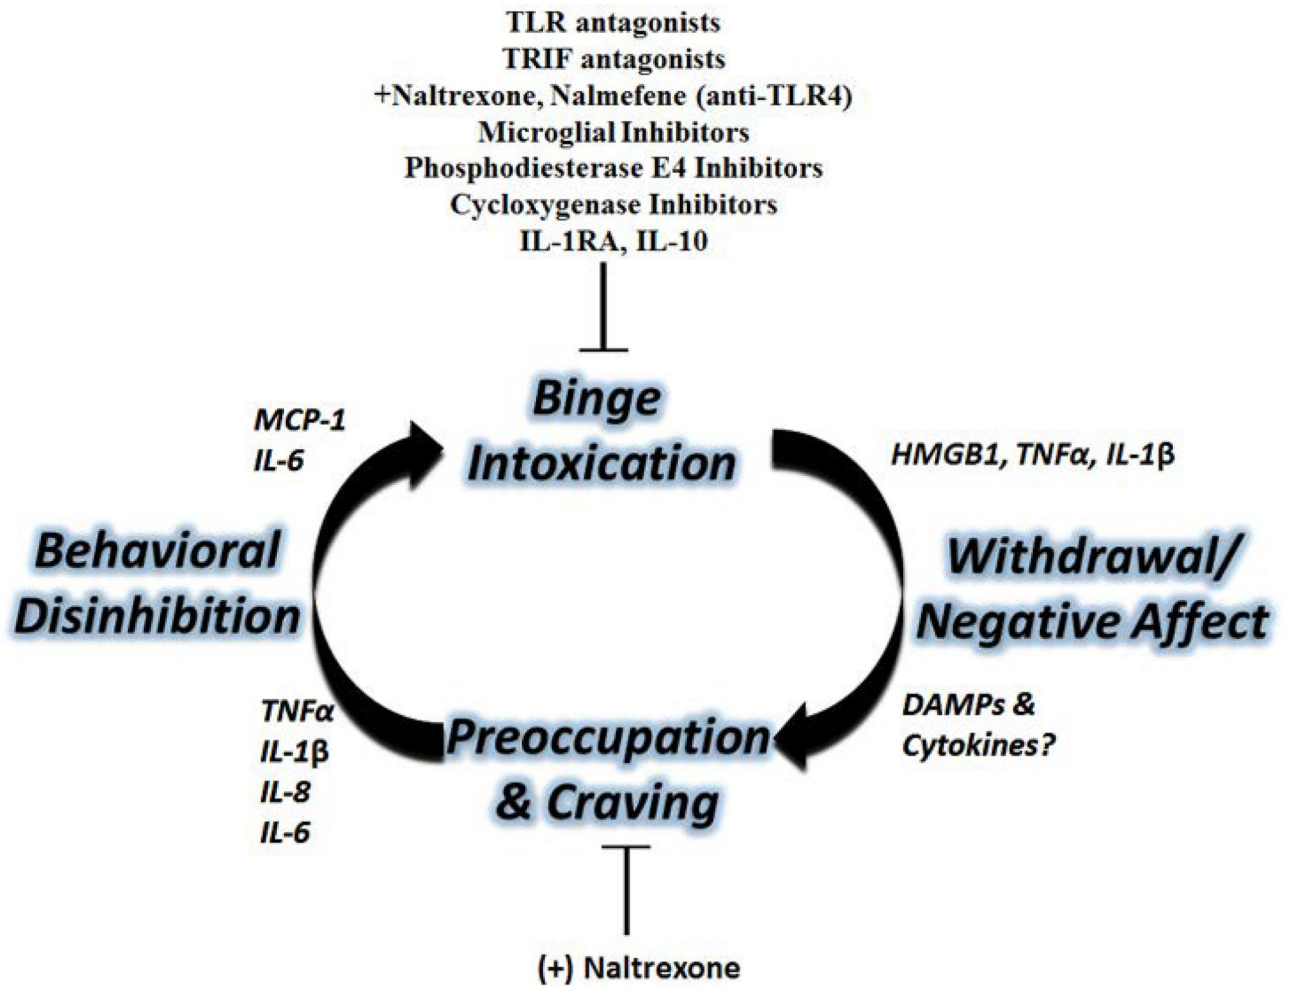 TLR antagonists
TRIF antagonists
+Naltrexone, Nalmefene (anti-TLR4)
Microglial Inhibitors
Phosphodiesterase E4 Inhibitors
Cycloxygenase Inhibitors
IL-1RA, IL-10
Binge
Intoxication
MCP-1
IL-6
HMGB1, TNFα, IL-1β
Behavioral
Disinhibition
Withdrawal/
Negative Affect
TNFα
IL-1β
IL-8
IL-6
Preoccupation
& Craving
DAMPs &
Cytokines?
(+) Naltrexone